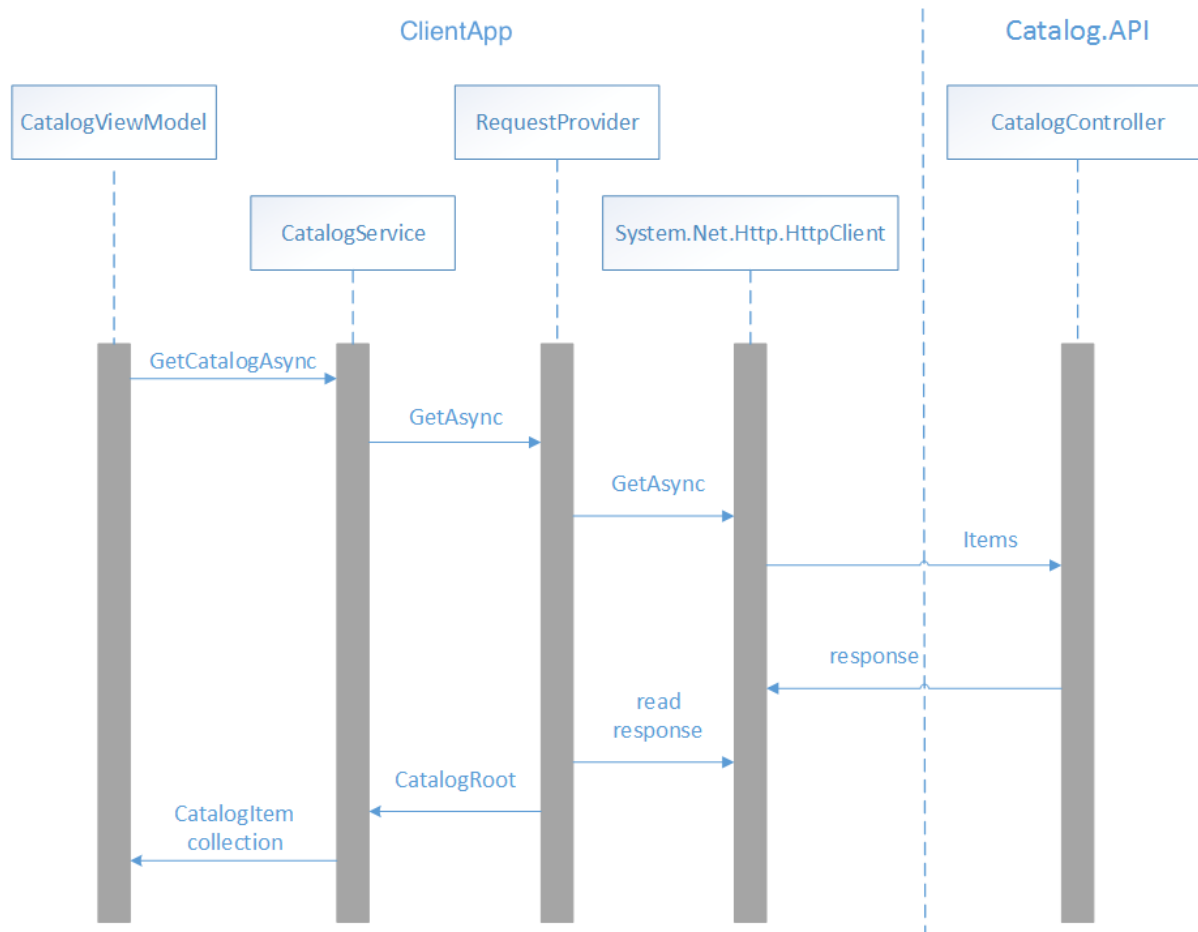 ClientApp
Catalog.API
CatalogViewModel
RequestProvider
CatalogController
CatalogService
System.Net.Http.HttpClient
GetCatalogAsync
GetAsync
GetAsync
Items
response
read
response
CatalogRoot
CatalogItem
collection